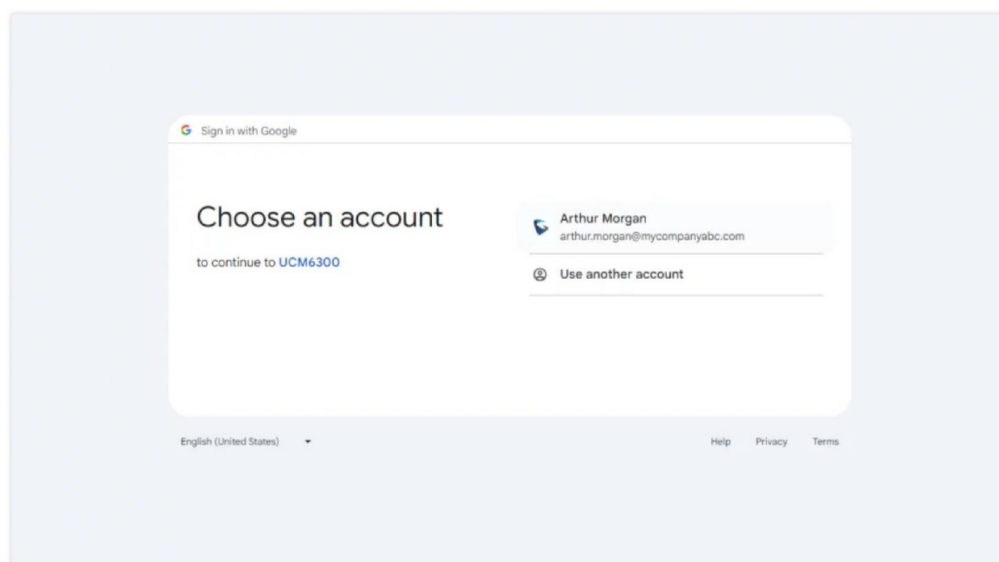 Sign in with Google
Choose an account
to continue to UCM6300
Arthur Morgan
arthur.morgan@mycompanyabc.com
Use another account
English (United States)
Help Privacy Terms